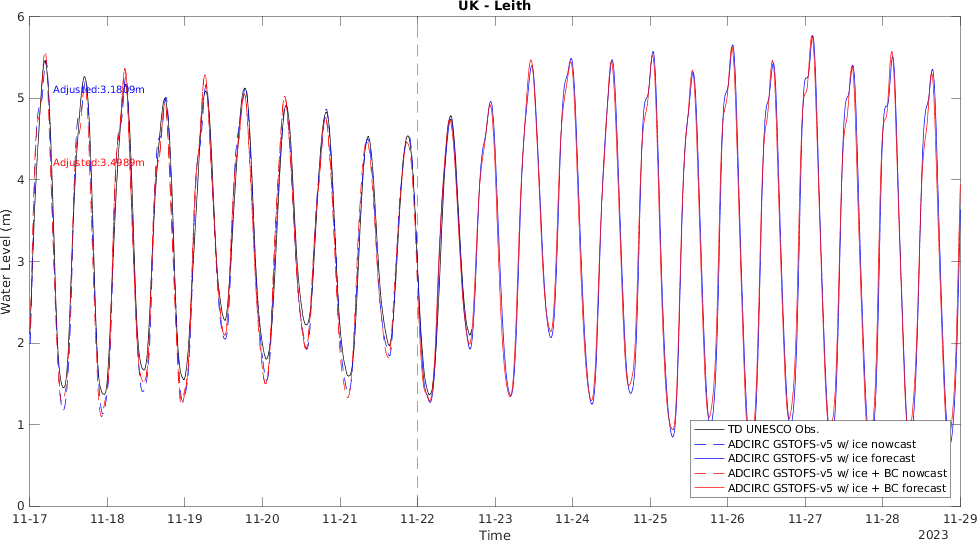 UK - Leith
6
5
4
3
2
1
0
Water Level (m)
Adjusted:3.1809m
Adjusted:3.4989m
TD UNESCO Obs.
ADCIRC GSTOFS-v5 w/ ice nowcast
ADCIRC GSTOFS-v5 w/ ice forecast
ADCIRC GSTOFS-v5 w/ ice + BC nowcast
ADCIRC GSTOFS-v5 w/ ice + BC forecast
11-17 11-18 11-19 11-20 11-21 11-22 11-23 11-24 11-25 11-26 11-27 11-28 11-29
Time
2023